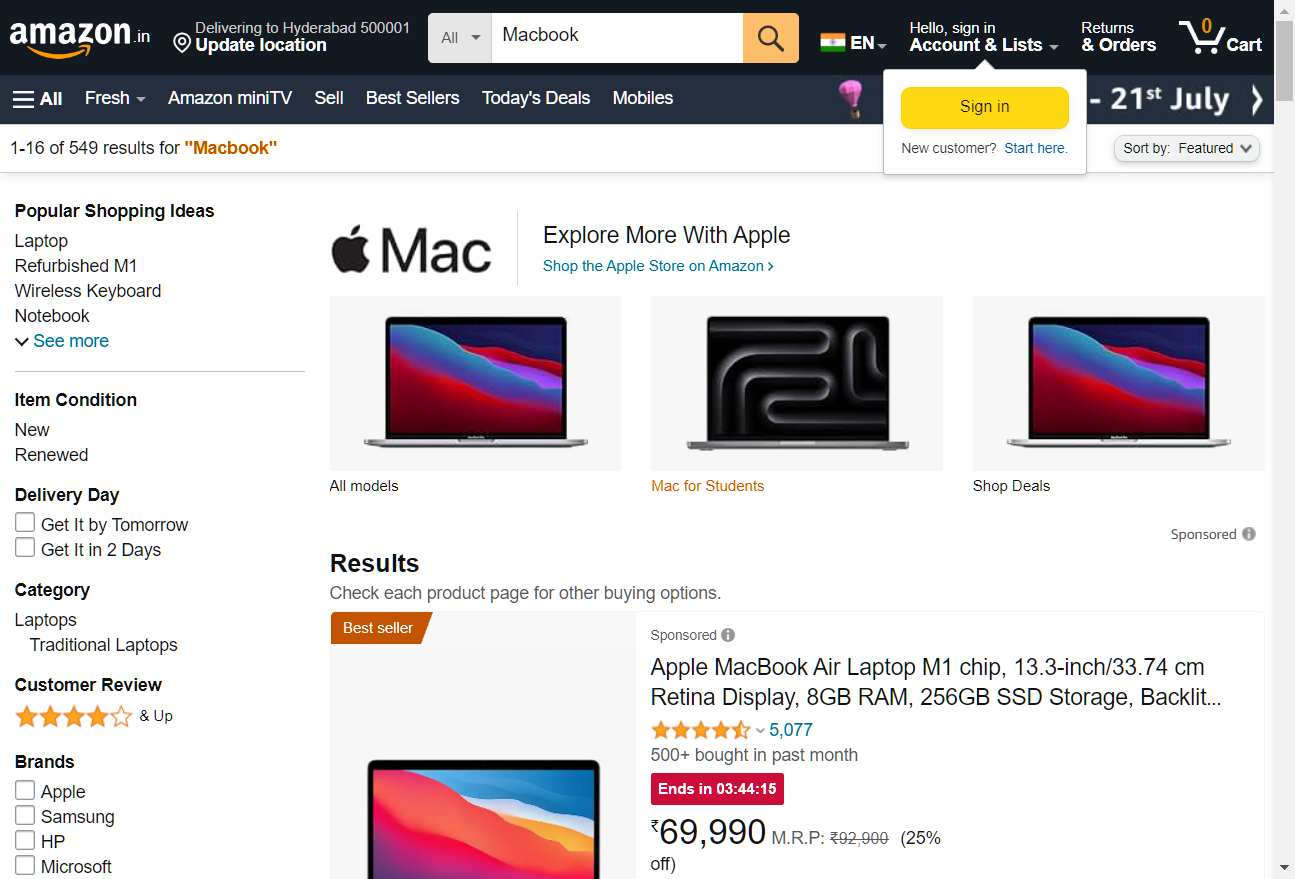 amazon.in
Delivering to Hyderabad 500001
Update location
All
Macbook
EN
Hello, sign in
Account & Lists
Returns
& Orders
0
Cart
All
Fresh
Amazon miniTV
Sell
Best Sellers
Today's Deals
Mobiles
- 21st July
Sign in
New customer? Start here.
1-16 of 549 results for "Macbook"
Sort by: Featured
Popular Shopping Ideas
Laptop
Refurbished M1
Wireless Keyboard
Notebook
See more
Item Condition
New
Renewed
Delivery Day
Get It by Tomorrow
Get It in 2 Days
Category
Laptops
Traditional Laptops
Customer Review
& Up
Brands
Apple
Samsung
HP
Microsoft
Mac
Explore More With Apple
Shop the Apple Store on Amazon ›
All models
Mac for Students
Shop Deals
Sponsored
Results
Check each product page for other buying options.
Best seller
Sponsored
Apple MacBook Air Laptop M1 chip, 13.3-inch/33.74 cm
Retina Display, 8GB RAM, 256GB SSD Storage, Backlit...
5,077
500+ bought in past month
Ends in 03:44:15
₹69,990 M.R.P: ₹92,900 (25%
off)